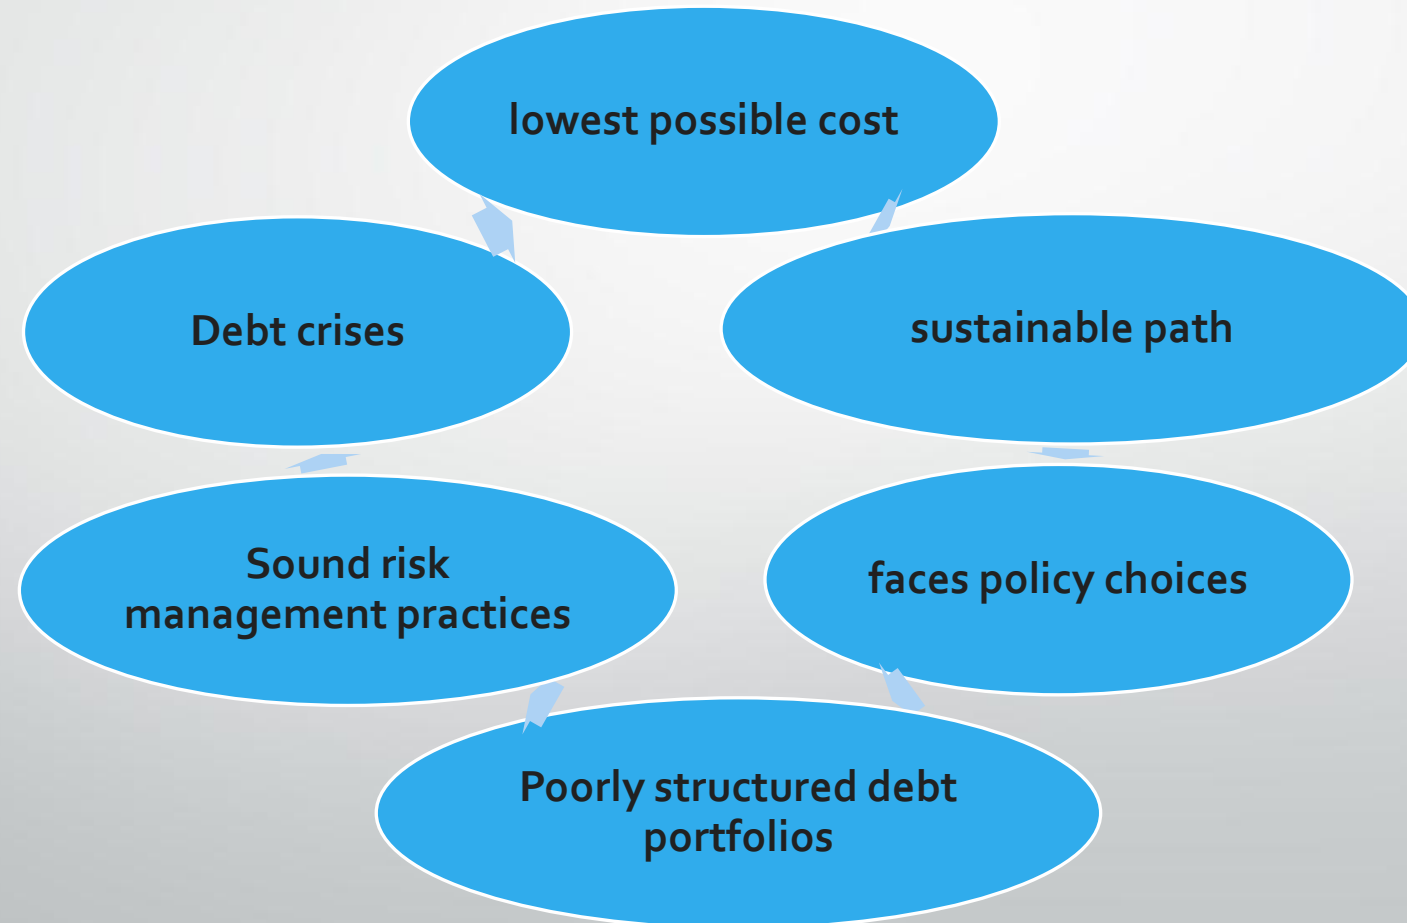 lowest possible cost
sustainable path
faces policy choices
Poorly structured debt
portfolios
Sound risk
management practices
Debt crises